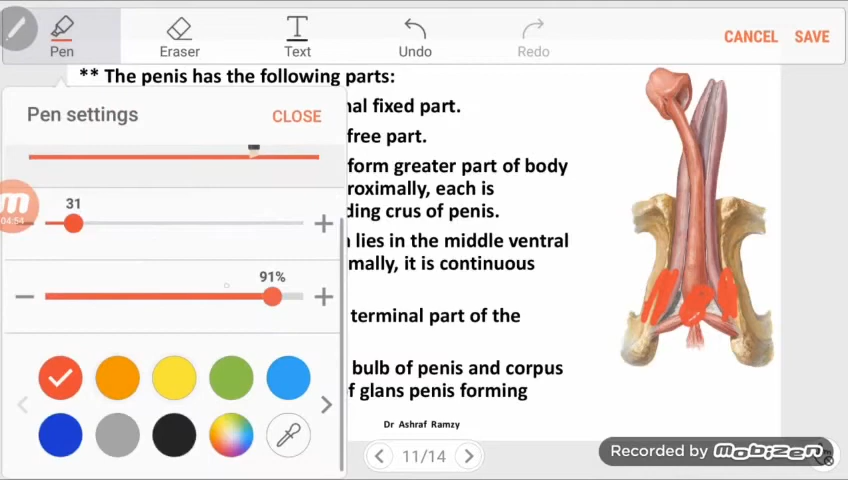 Pen
Eraser
Text
Undo
Redo
CANCEL
SAVE
** The penis has the following parts:
Pen settings
CLOSE
nal fixed part.
free part.
form greater part of body
roximally, each is
ding crus of penis.
31
04:54
lies in the middle ventral
mally, it is continuous
91%
terminal part of the
bulb of penis and corpus
f glans penis forming
Dr Ashraf Ramzy
11/14
Recorded by mobizen